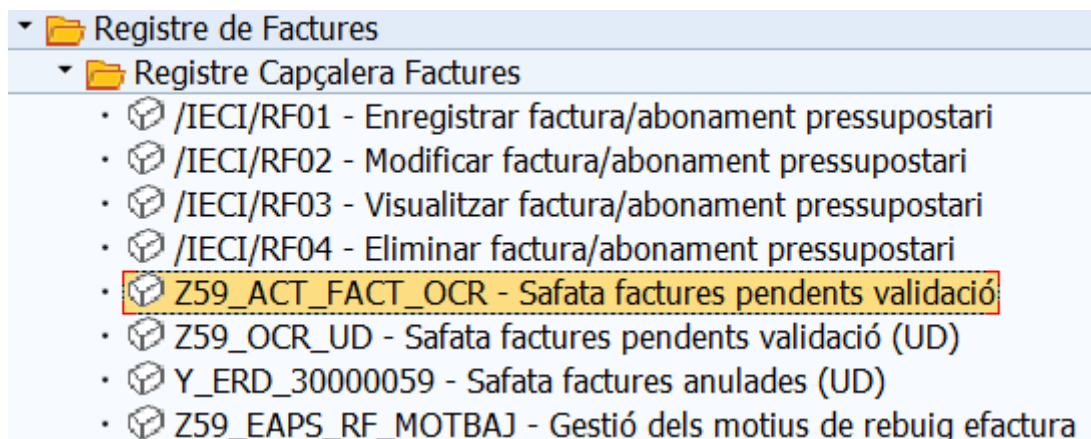 Registre de Factures
Registre Capçalera Factures
/IECI/RF01 - Enregistrar factura/abonament pressupostari
/IECI/RF02 - Modificar factura/abonament pressupostari
/IECI/RF03 - Visualitzar factura/abonament pressupostari
/IECI/RF04 - Eliminar factura/abonament pressupostari
Z59_ACT_FACT_OCR - Safata factures pendents validació
Z59_OCR_UD - Safata factures pendents validació (UD)
Y_ERD_30000059 - Safata factures anulades (UD)
Z59_EAPS_RF_MOTBAJ - Gestió dels motius de rebuig efactura